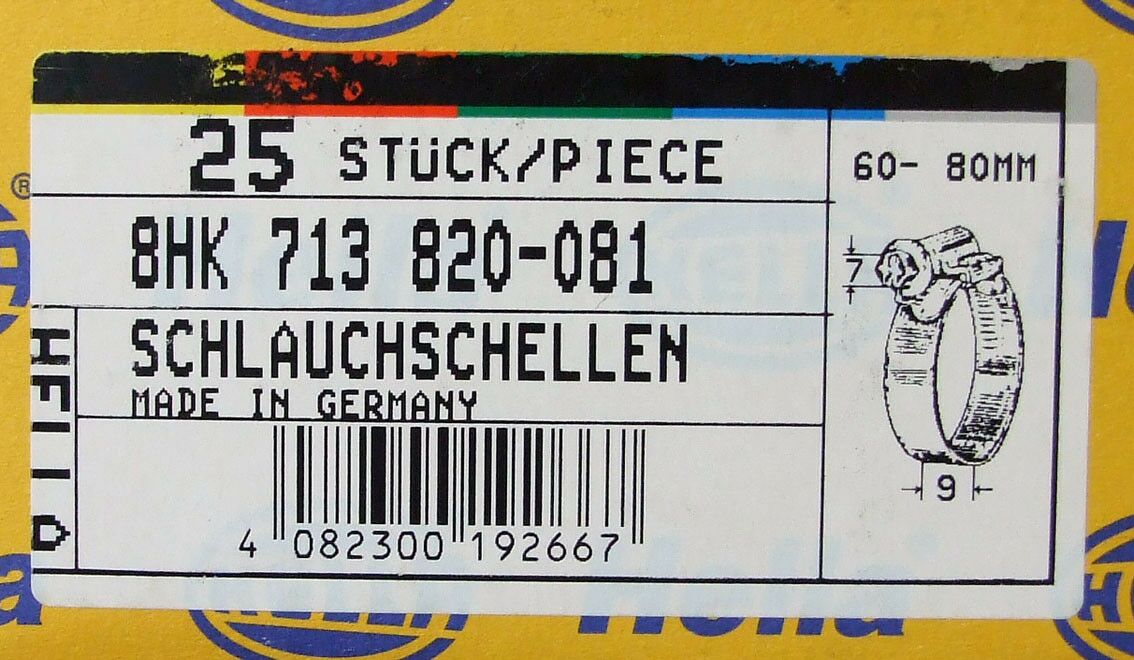 25 STÜCK/PIECE
60- 80MM
8HK 713 820-081
7
SCHLAUCHSCHELLEN
MADE IN GERMANY
9
4 082300 192667
®
Hella
HELLA